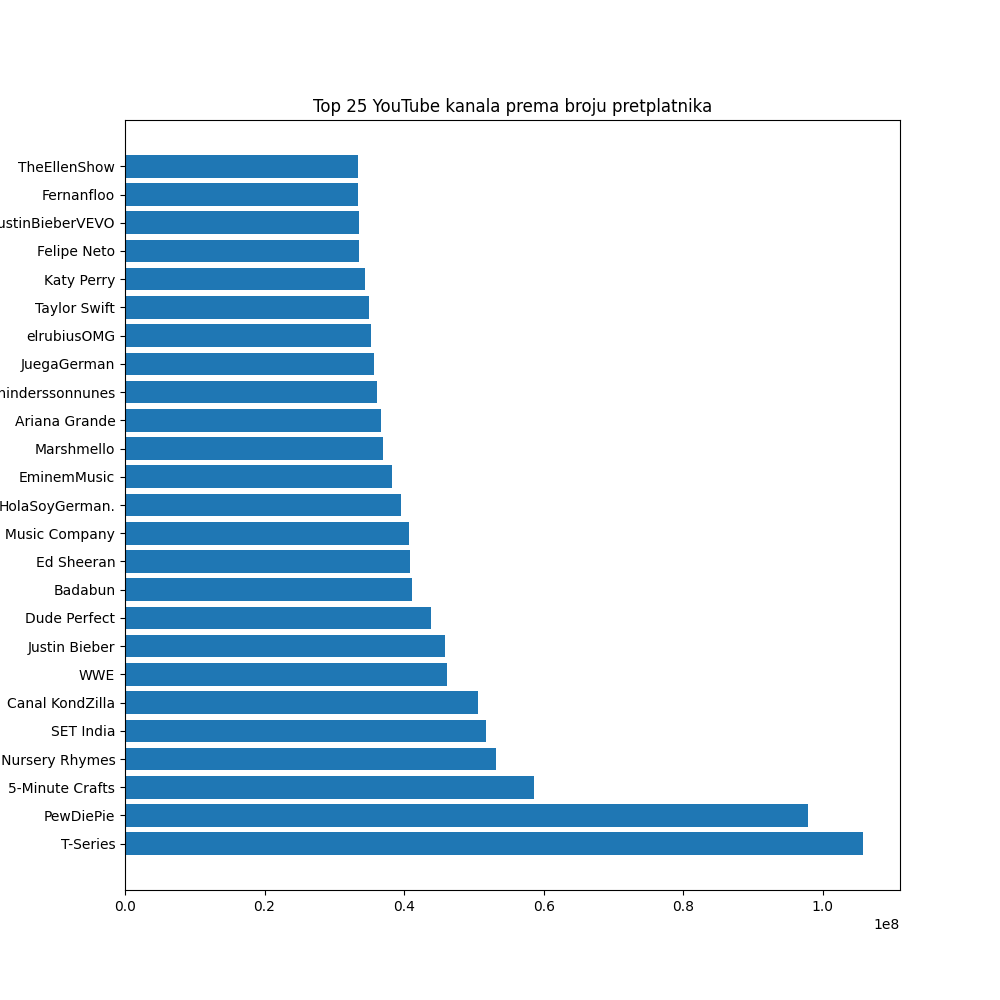 Top 25 YouTube kanala prema broju pretplatnika
TheEllenShow
Fernanfloo
ustinBieberVEVO
Felipe Neto
Katy Perry
Taylor Swift
elrubiusOMG
JuegaGerman
hinderssonnunes
Ariana Grande
Marshmello
EminemMusic
HolaSoyGerman.
Music Company
Ed Sheeran
Badabun
Dude Perfect
Justin Bieber
WWE
Canal KondZilla
SET India
Nursery Rhymes
5-Minute Crafts
PewDiePie
T-Series
0.0 0.2 0.4 0.6 0.8 1.0
1e8